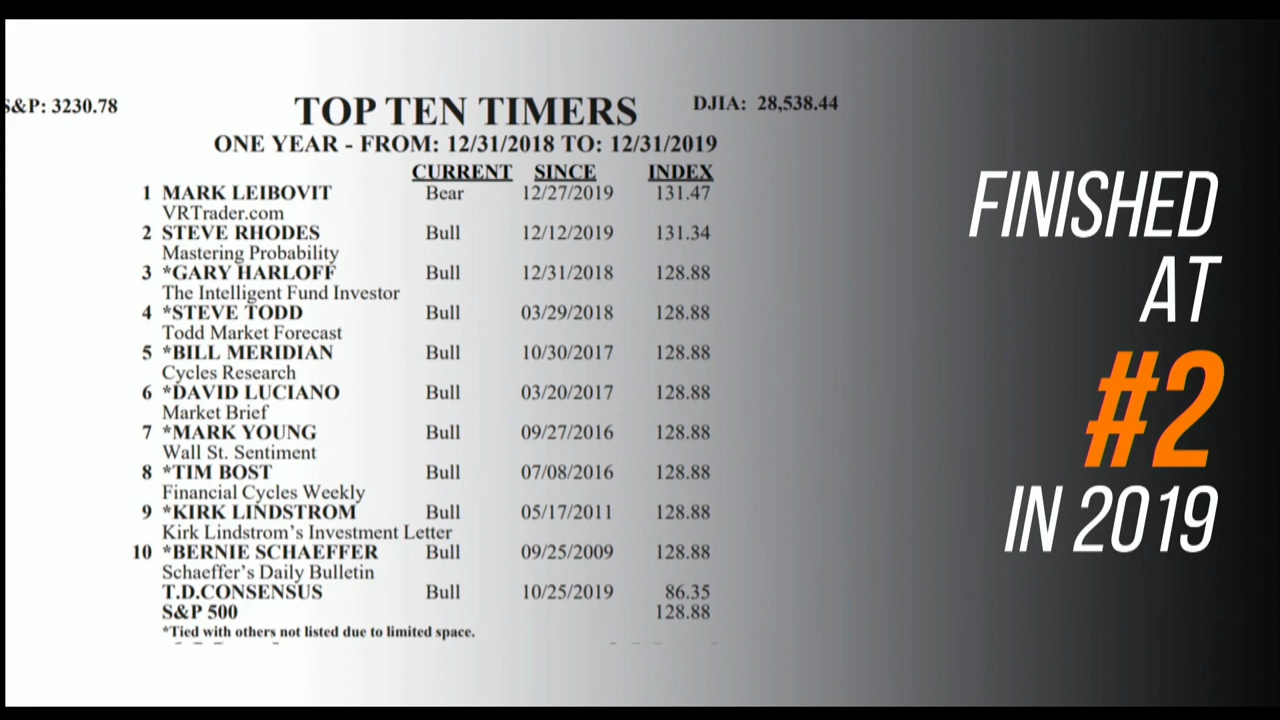 S&P: 3230.78
TOP TEN TIMERS
DJIA: 28,538.44
ONE YEAR - FROM: 12/31/2018 TO: 12/31/2019
CURRENT SINCE INDEX
1 MARK LEIBOVIT Bear 12/27/2019 131.47
VRTrader.com
2 STEVE RHODES Bull 12/12/2019 131.34
Mastering Probability
3 *GARY HARLOFF Bull 12/31/2018 128.88
The Intelligent Fund Investor
4 *STEVE TODD Bull 03/29/2018 128.88
Todd Market Forecast
5 *BILL MERIDIAN Bull 10/30/2017 128.88
Cycles Research
6 *DAVID LUCIANO Bull 03/20/2017 128.88
Market Brief
7 *MARK YOUNG Bull 09/27/2016 128.88
Wall St. Sentiment
8 *TIM BOST Bull 07/08/2016 128.88
Financial Cycles Weekly
9 *KIRK LINDSTROM Bull 05/17/2011 128.88
Kirk Lindstrom's Investment Letter
10 *BERNIE SCHAEFFER Bull 09/25/2009 128.88
Schaeffer's Daily Bulletin
T.D.CONSENSUS Bull 10/25/2019 86.35
S&P 500 128.88
*Tied with others not listed due to limited space.
FINISHED
AT
#2
IN 2019